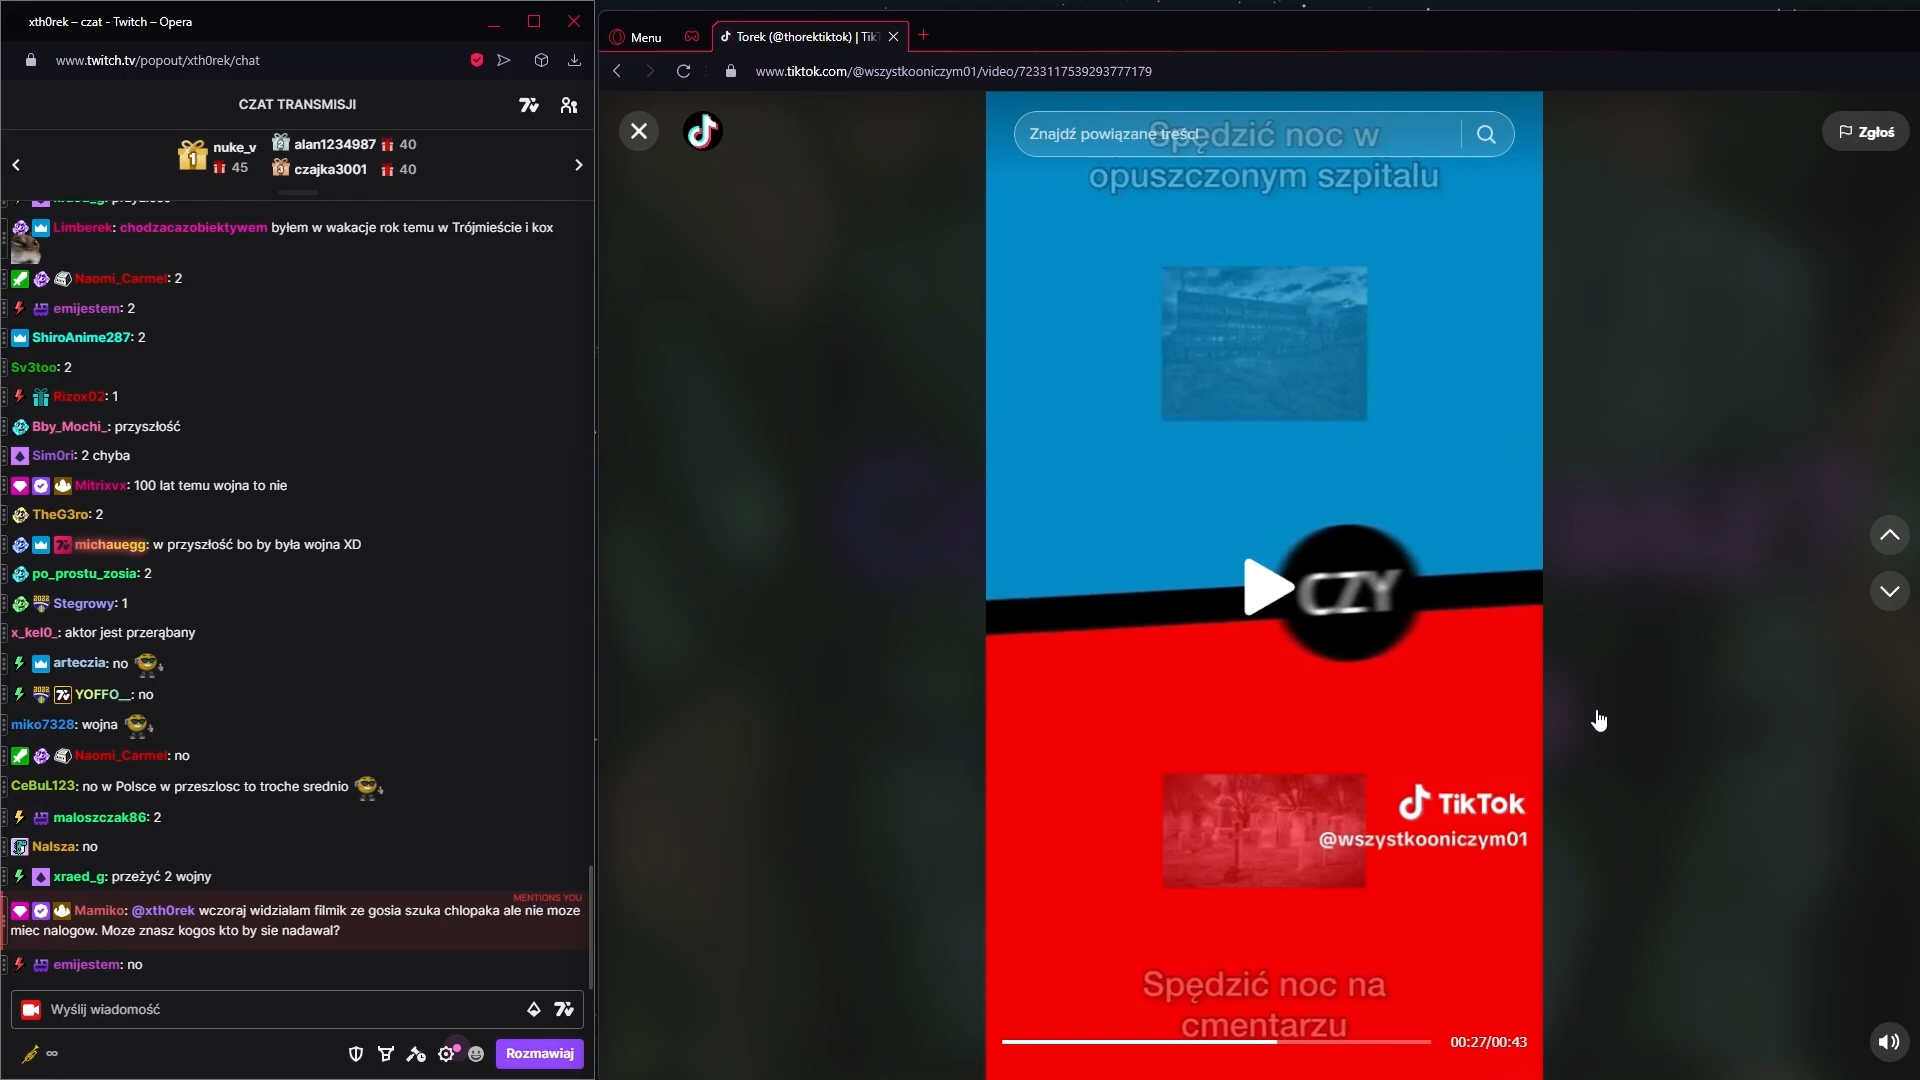 xth0rek – czat - Twitch – Opera
www.twitch.tv/popout/xth0rek/chat
CZAT TRANSMISJI
1 nuke_v 45
2 alan1234987 40
3 czajka3001 40
Limberek: chodzacazobiektywem byłem w wakacje rok temu w Trójmieście i kox
Naomi_Carmel: 2
emijestem: 2
ShiroAnime287: 2
Sv3too: 2
Rizox02: 1
Bby_Mochi_: przyszłość
Sim0ri: 2 chyba
Mitrixvx: 100 lat temu wojna to nie
TheG3ro: 2
michauegg: w przyszłość bo by była wojna XD
po_prostu_zosia: 2
Stegrowy: 1
x_kel0_: aktor jest przerąbany
arteczia: no
YOFFO__: no
miko7328: wojna
Naomi_Carmel: no
CeBuL123: no w Polsce w przeszlosc to troche srednio
maloszczak86: 2
Nalsza: no
xraed_g: przeżyć 2 wojny
MENTIONS YOU
Mamiko: @xth0rek wczoraj widzialam filmik ze gosia szuka chlopaka ale nie moze
miec nalogow. Moze znasz kogos kto by sie nadawal?
emijestem: no
Wyślij wiadomość
∞
Rozmawiaj
Menu
Torek (@thorektiktok) | Tik
www.tiktok.com/@wszystkooniczym01/video/7233117539293777179
Znajdź powiązane treści
Zgłoś
Spędzić noc w
opuszczonym szpitalu
CZY
TikTok
@wszystkooniczym01
Spędzić noc na
cmentarzu
00:27/00:43